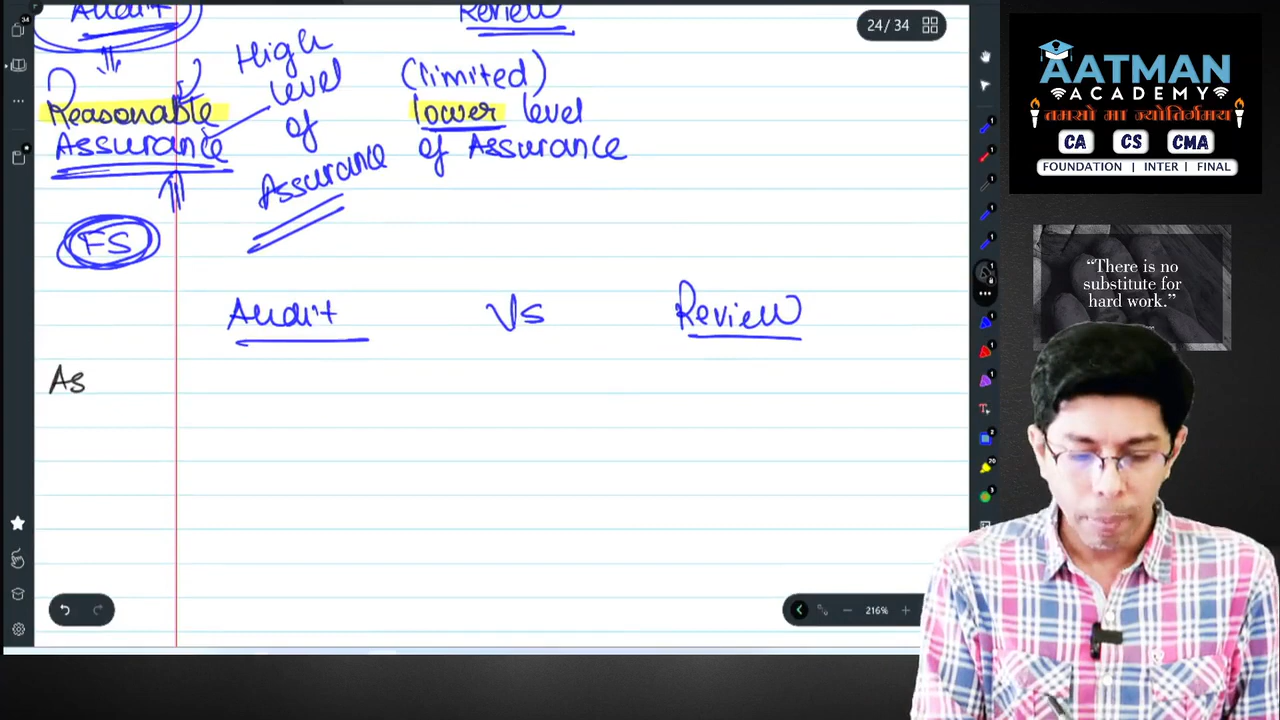 Audit
Review
24 / 34
High
level
of
Assurance
(limited)
lower level
of Assurance
Reasonable
Assurance
FS
Audit Vs Review
As
216%
AATMAN
ACADEMY
तमसो मा ज्योतिर्गमय
CA CS CMA
FOUNDATION | INTER | FINAL
“There is no
substitute for
hard work.”